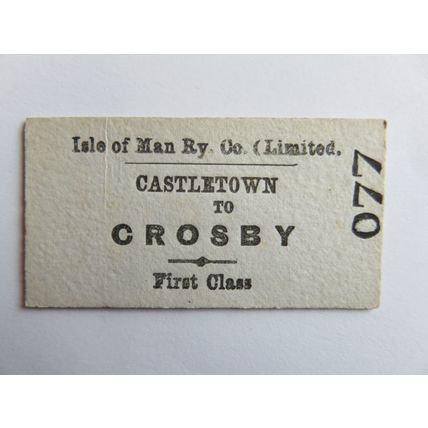 Isle of Man Ry. Co. (Limited.
CASTLETOWN
TO
CROSBY
First Class
077